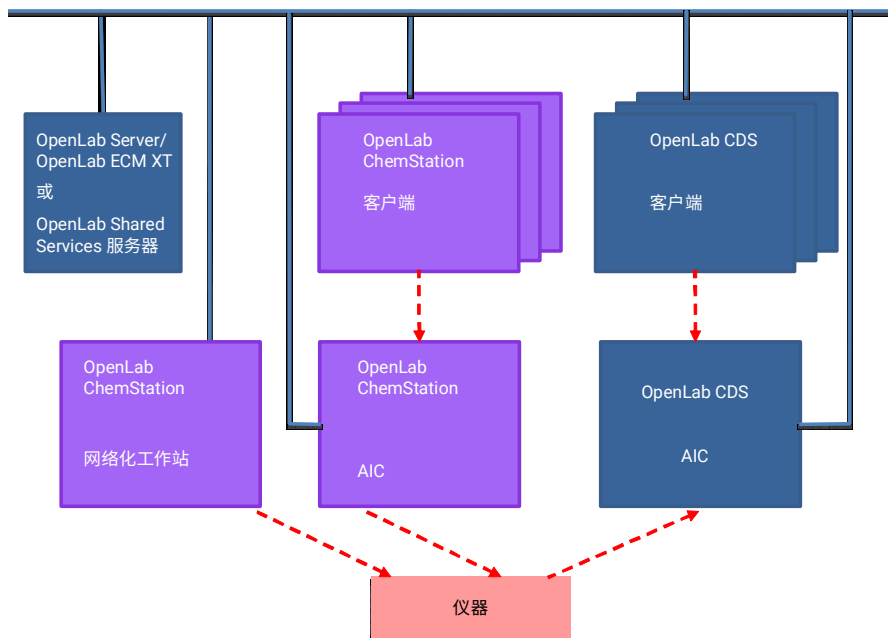 OpenLab Server/
OpenLab ECM XT
或
OpenLab Shared
Services 服务器
OpenLab
ChemStation
客户端
OpenLab CDS
客户端
OpenLab
ChemStation
网络化工作站
OpenLab
ChemStation
AIC
OpenLab CDS
AIC
仪器